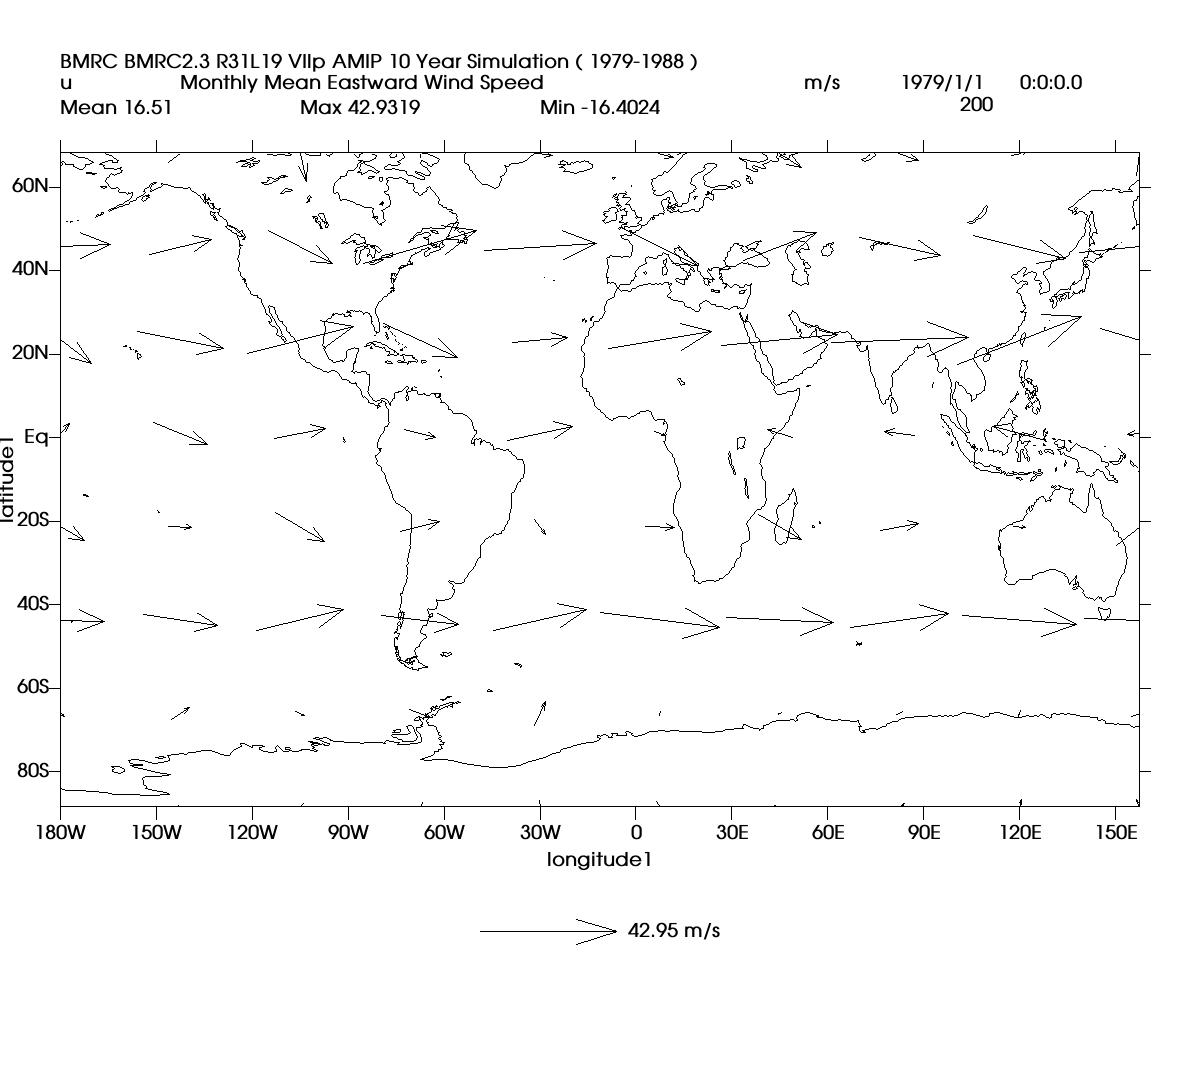 BMRC BMRC2.3 R31L19 VIIp AMIP 10 Year Simulation ( 1979-1988 )
u Monthly Mean Eastward Wind Speed m/s 1979/1/1 0:0:0.0
Mean 16.51 Max 42.9319 Min -16.4024 200
60N
40N
20N
Eq
latitude1
20S
40S
60S
80S
180W 150W 120W 90W 60W 30W 0 30E 60E 90E 120E 150E
longitude1
42.95 m/s